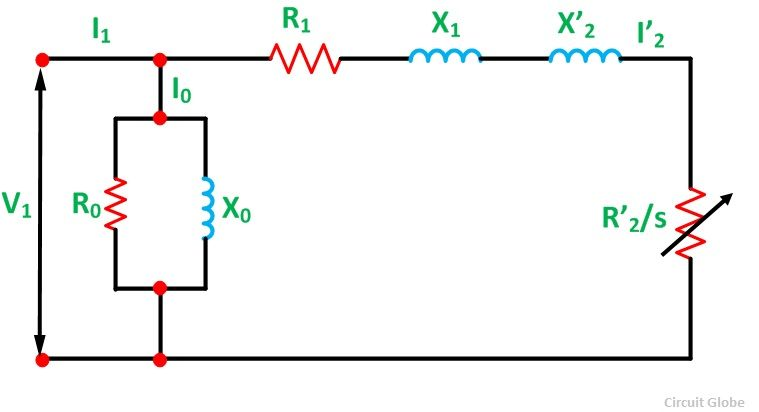 I₁
R₁
X₁
X’₂
I’₂
I₀
V₁
R₀
X₀
R’₂/s
Circuit Globe